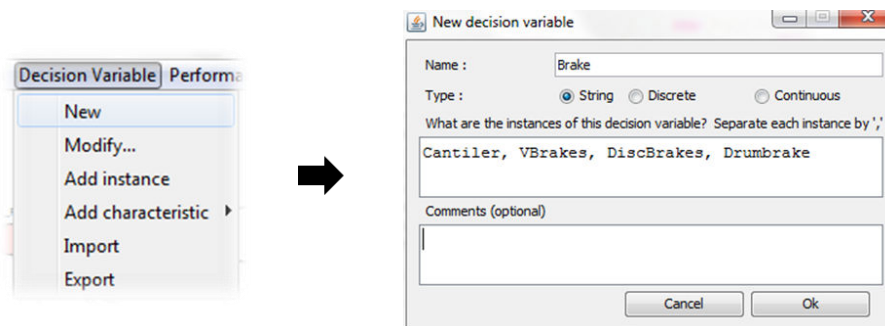 Decision Variable Performa
New
Modify...
Add instance
Add characteristic
Import
Export
New decision variable
Name :
Brake
Type :
String Discrete Continuous
What are the instances of this decision variable? Separate each instance by ','
Cantiler, VBrakes, DiscBrakes, Drumbrake
Comments (optional)
Cancel Ok